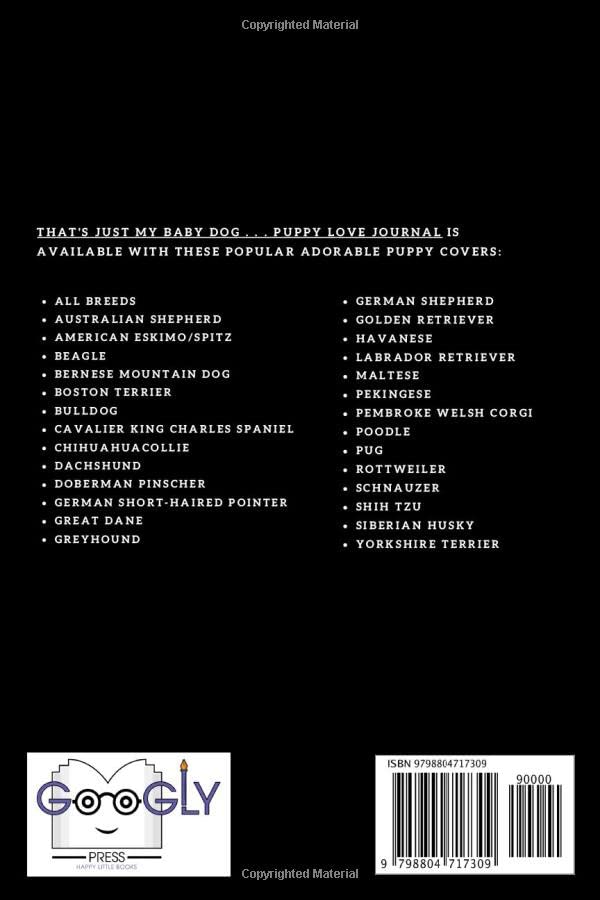 Copyrighted Material
THAT'S JUST MY BABY DOG . . . PUPPY LOVE JOURNAL IS
AVAILABLE WITH THESE POPULAR ADORABLE PUPPY COVERS:
• ALL BREEDS
• AUSTRALIAN SHEPHERD
• AMERICAN ESKIMO/SPITZ
• BEAGLE
• BERNESE MOUNTAIN DOG
• BOSTON TERRIER
• BULLDOG
• CAVALIER KING CHARLES SPANIEL
• CHIHUAHUACOLLIE
• DACHSHUND
• DOBERMAN PINSCHER
• GERMAN SHORT-HAIRED POINTER
• GREAT DANE
• GREYHOUND
• GERMAN SHEPHERD
• GOLDEN RETRIEVER
• HAVANESE
• LABRADOR RETRIEVER
• MALTESE
• PEKINGESE
• PEMBROKE WELSH CORGI
• POODLE
• PUG
• ROTTWEILER
• SCHNAUZER
• SHIH TZU
• SIBERIAN HUSKY
• YORKSHIRE TERRIER
GOOGLY
PRESS
HAPPY LITTLE BOOKS
ISBN 9798804717309
90000
9 798804 717309
Copyrighted Material